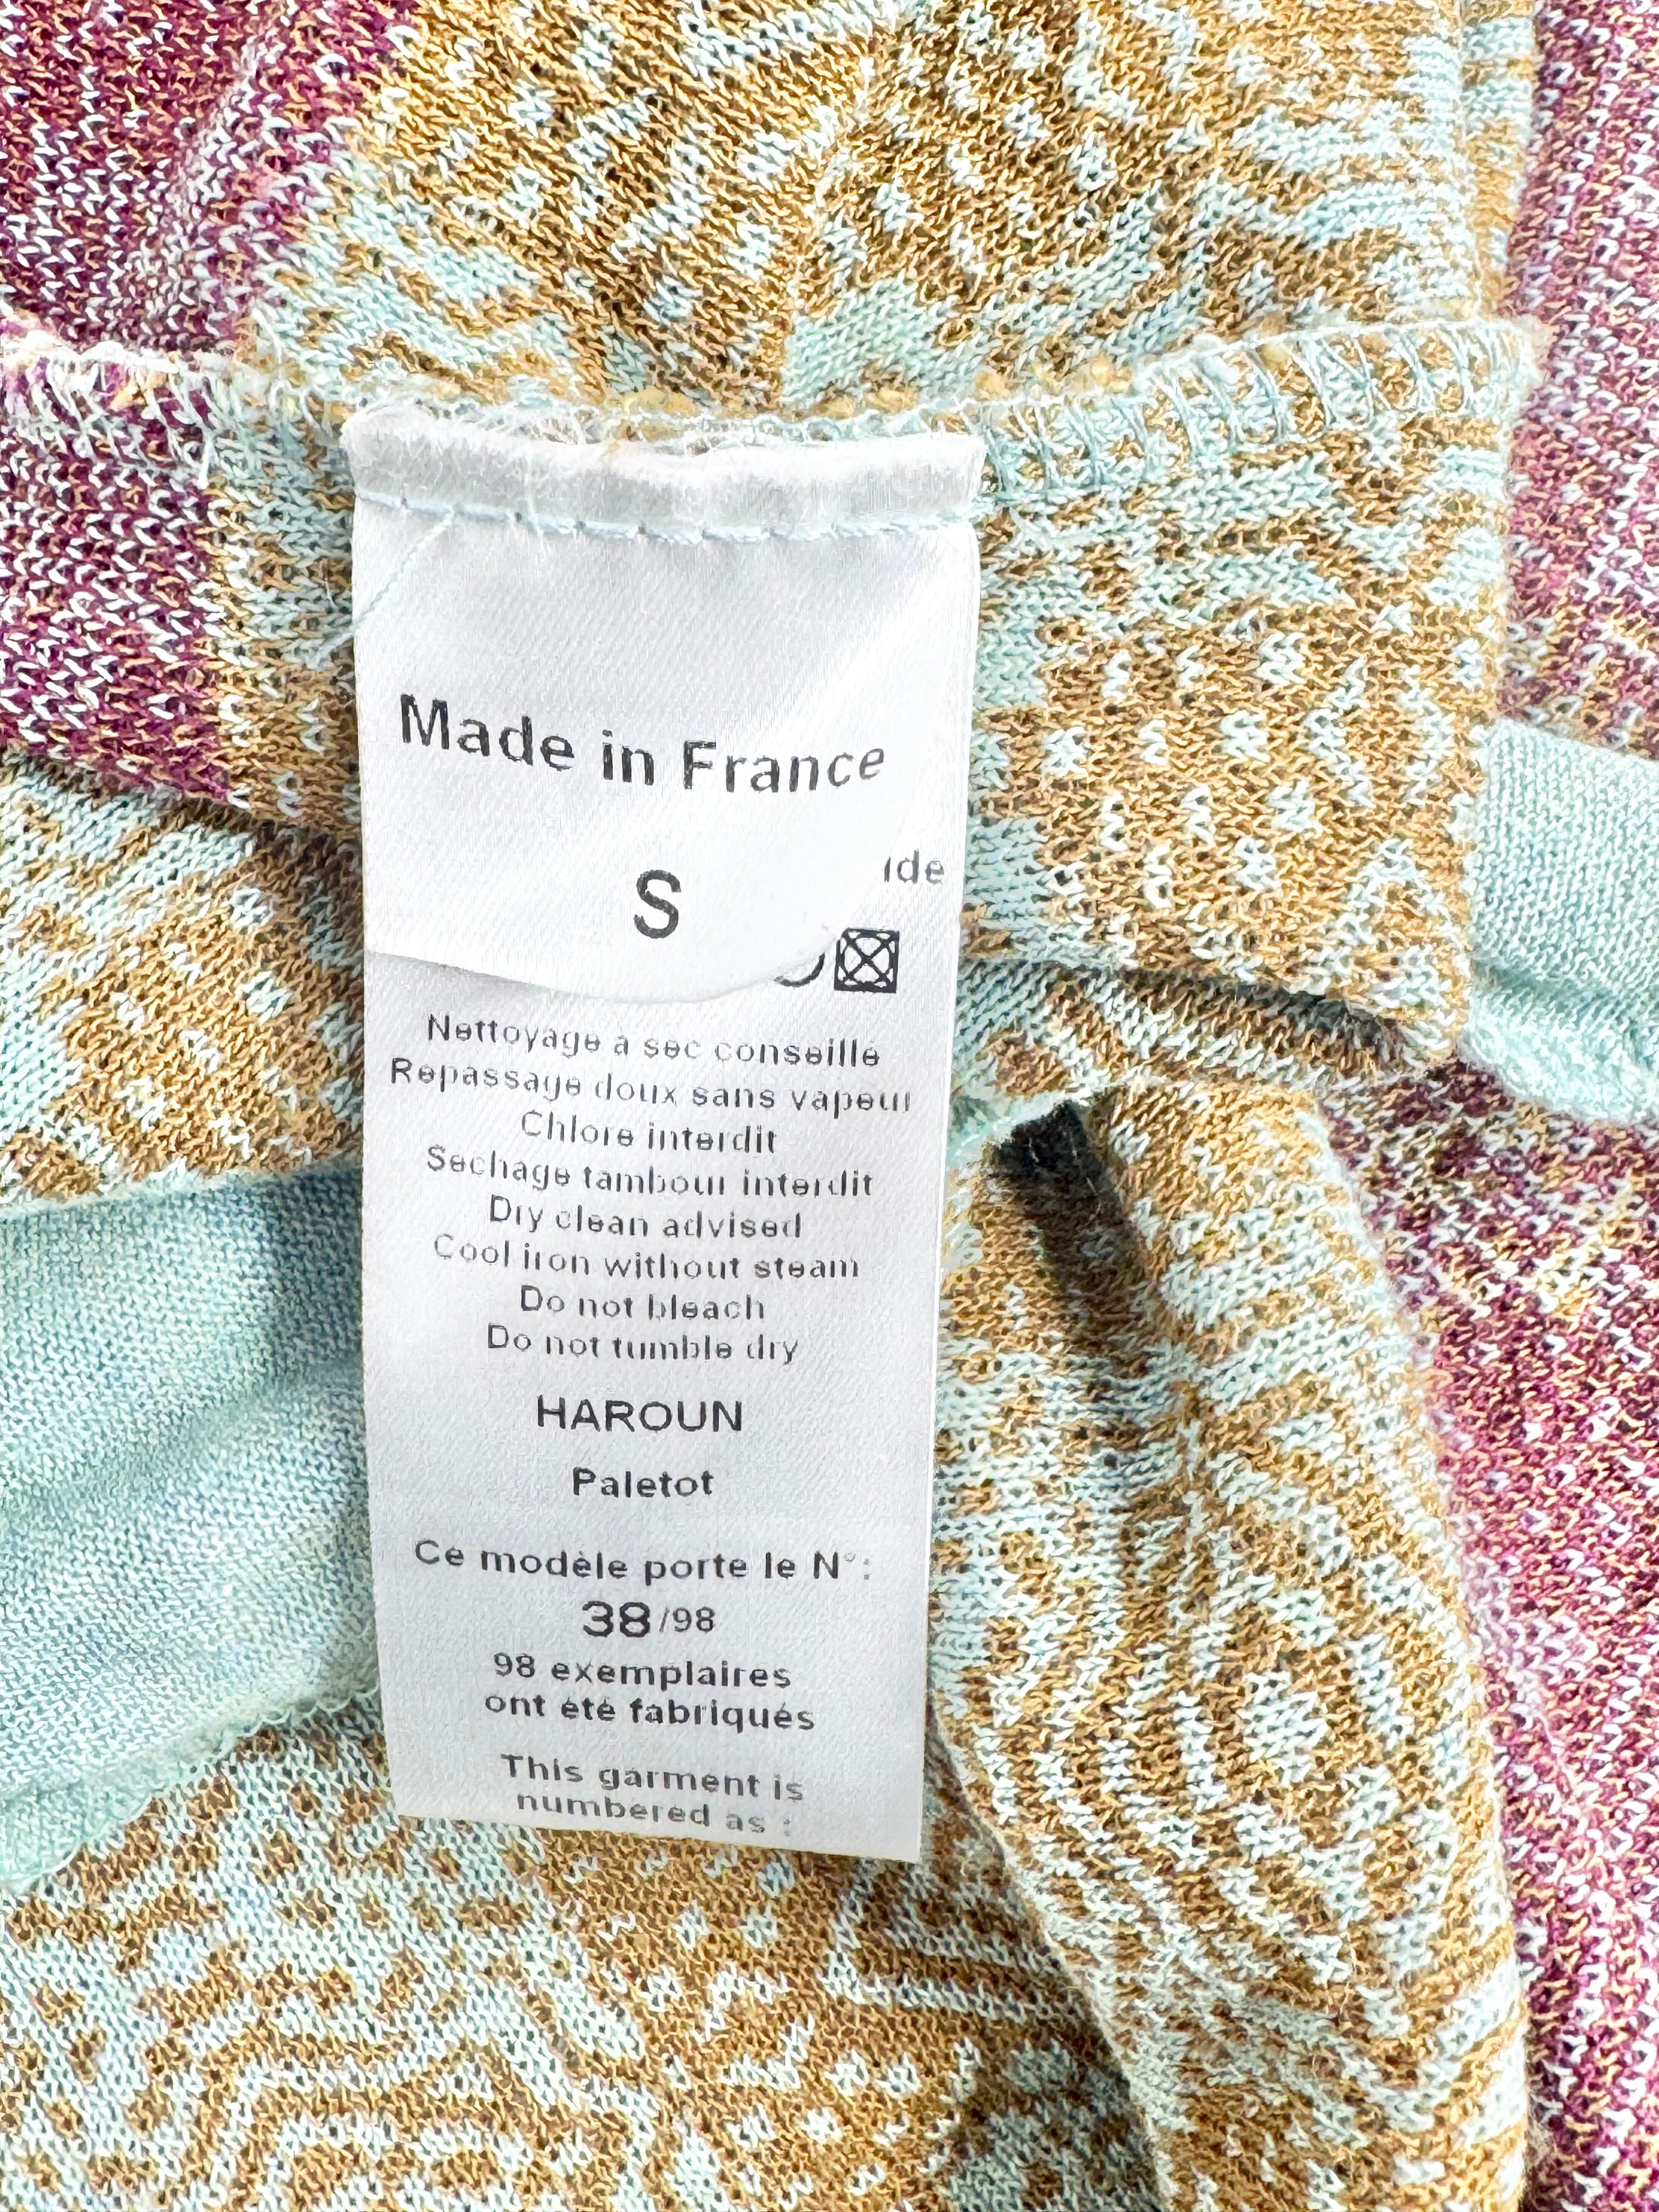 Made in France
S
Nettoyage à sec conseillé
Repassage doux sans vapeur
Chlore interdit
Sechage tambour interdit
Dry clean advised
Cool iron without steam
Do not bleach
Do not tumble dry
HAROUN
Paletot
Ce modèle porte le N°:
38/98
98 exemplaires
ont été fabriqués
This garment is
numbered as :